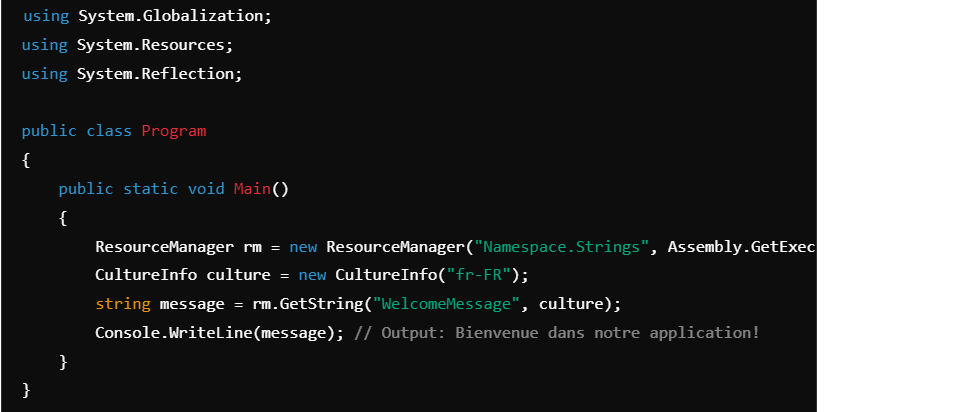 using System.Globalization;
using System.Resources;
using System.Reflection;
public class Program
{
public static void Main()
{
ResourceManager rm = new ResourceManager("Namespace.Strings", Assembly.GetExec
CultureInfo culture = new CultureInfo("fr-FR");
string message = rm.GetString("WelcomeMessage", culture);
Console.WriteLine(message); // Output: Bienvenue dans notre application!
}
}